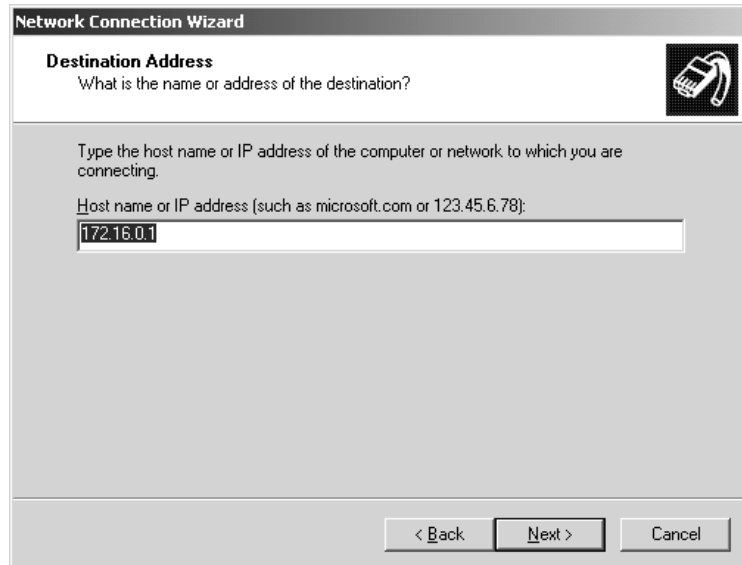 Network Connection Wizard
Destination Address
What is the name or address of the destination?
Type the host name or IP address of the computer or network to which you are
connecting.
Host name or IP address (such as microsoft.com or 123.45.6.78):
172.16.0.1
< Back Next > Cancel